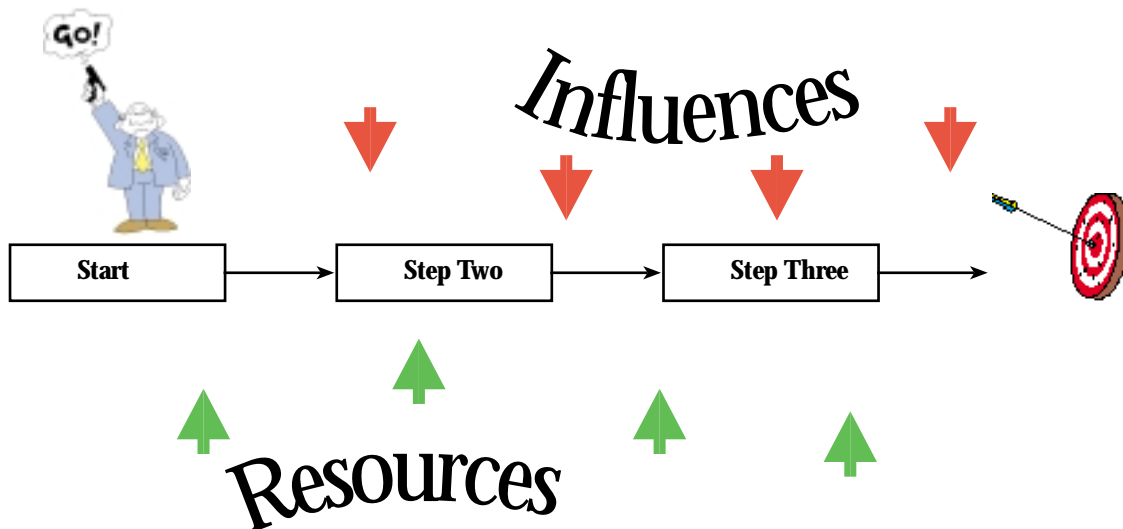 Go!
Influences
Start
Step Two
Step Three
Resources